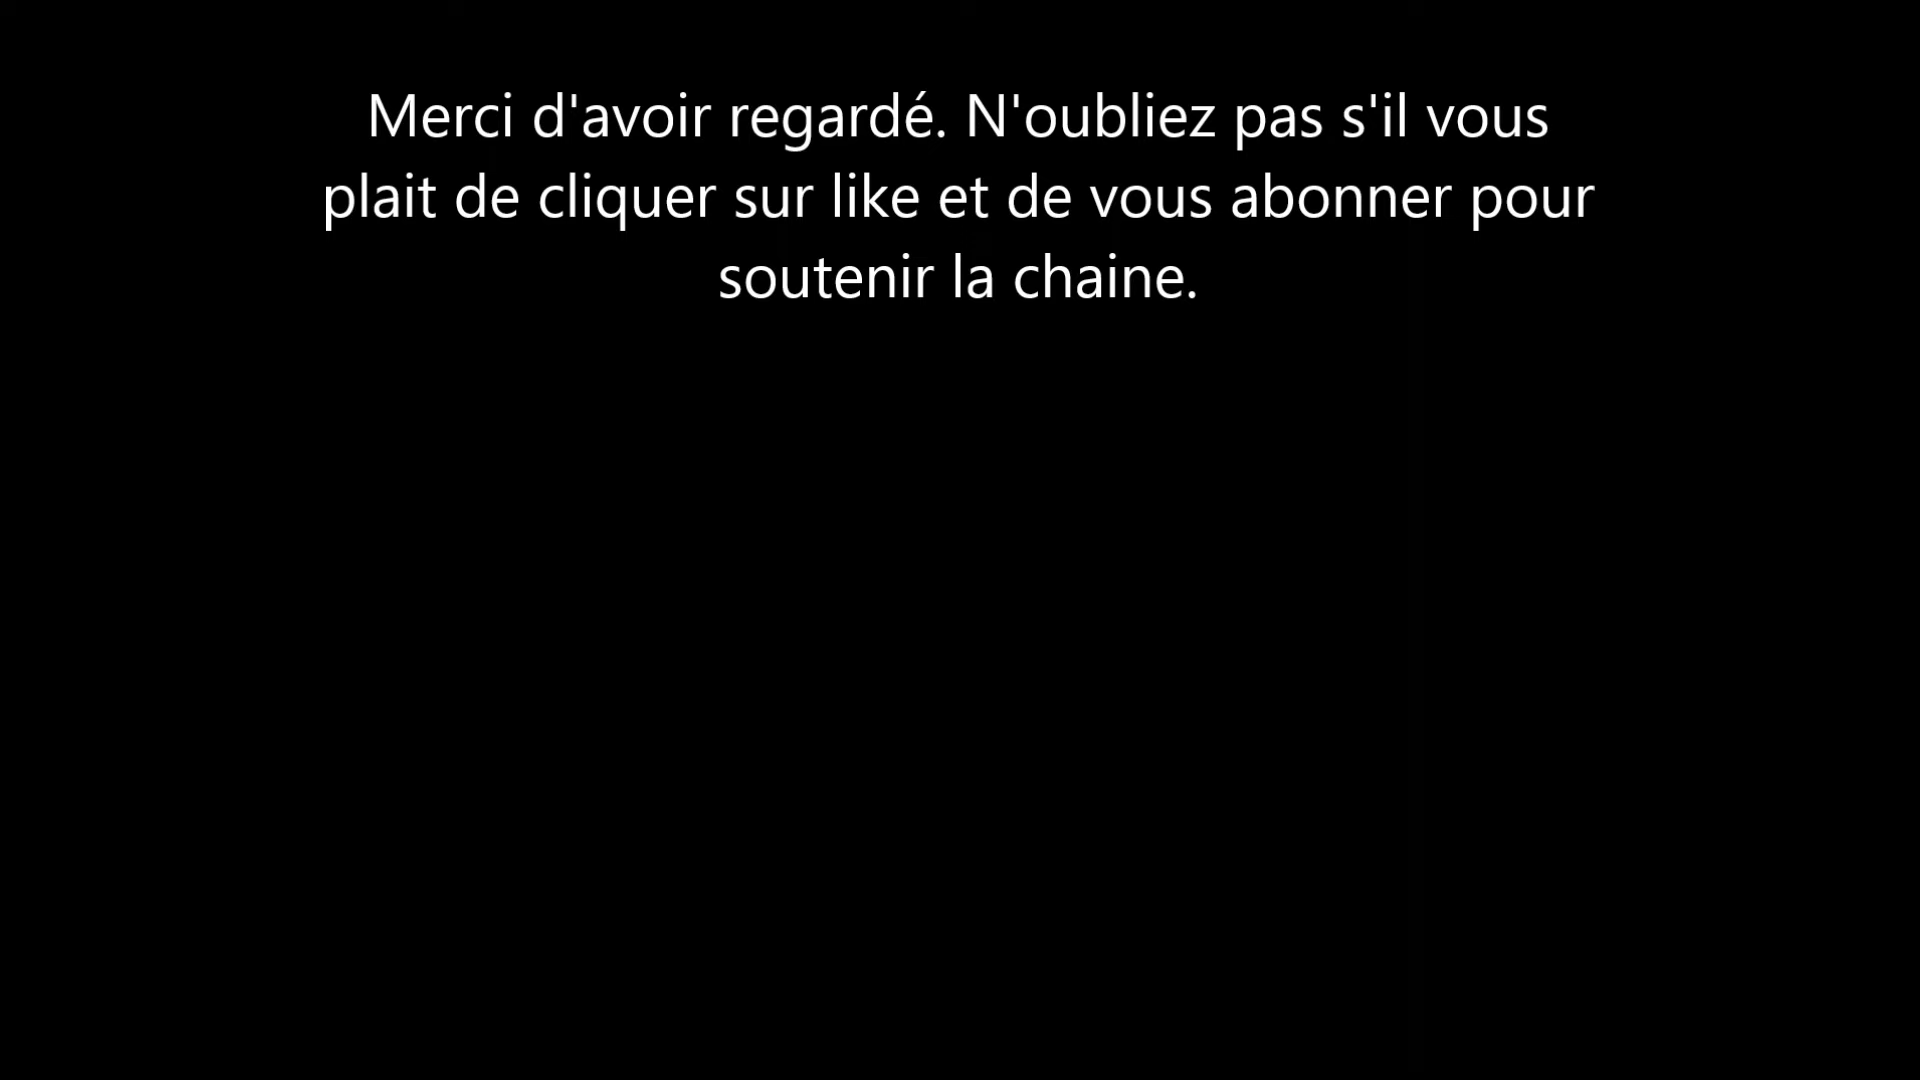 Merci d'avoir regardé. N'oubliez pas s'il vous
plait de cliquer sur like et de vous abonner pour
soutenir la chaine.